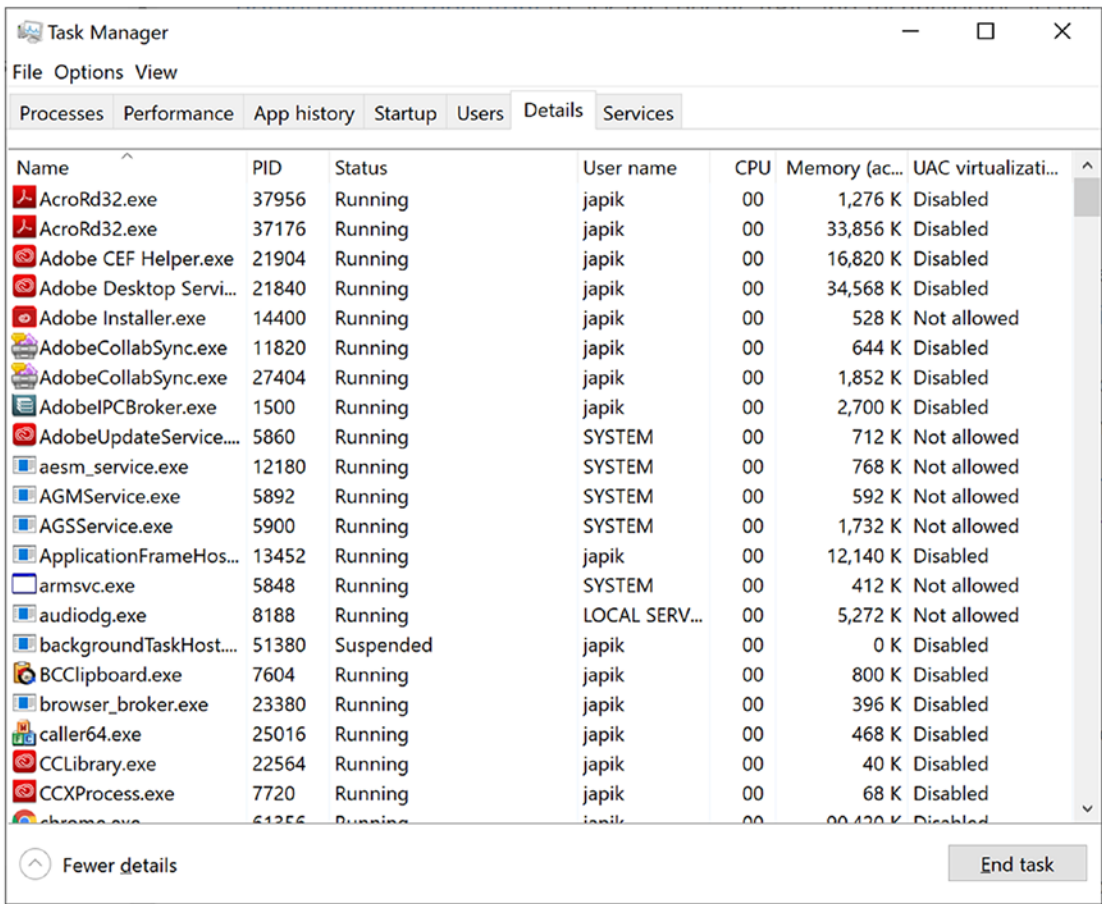 Task Manager
File Options View
Processes Performance App history Startup Users Details Services
Name PID Status User name CPU Memory (ac... UAC virtualizati...
AcroRd32.exe 37956 Running japik 00 1,276 K Disabled
AcroRd32.exe 37176 Running japik 00 33,856 K Disabled
Adobe CEF Helper.exe 21904 Running japik 00 16,820 K Disabled
Adobe Desktop Servi... 21840 Running japik 00 34,568 K Disabled
Adobe Installer.exe 14400 Running japik 00 528 K Not allowed
AdobeCollabSync.exe 11820 Running japik 00 644 K Disabled
AdobeCollabSync.exe 27404 Running japik 00 1,852 K Disabled
AdobeIPCBroker.exe 1500 Running japik 00 2,700 K Disabled
AdobeUpdateService.... 5860 Running SYSTEM 00 712 K Not allowed
aesm_service.exe 12180 Running SYSTEM 00 768 K Not allowed
AGMService.exe 5892 Running SYSTEM 00 592 K Not allowed
AGSService.exe 5900 Running SYSTEM 00 1,732 K Not allowed
ApplicationFrameHos... 13452 Running japik 00 12,140 K Disabled
armsvc.exe 5848 Running SYSTEM 00 412 K Not allowed
audiodg.exe 8188 Running LOCAL SERV... 00 5,272 K Not allowed
backgroundTaskHost.... 51380 Suspended japik 00 0 K Disabled
BCClipboard.exe 7604 Running japik 00 800 K Disabled
browser_broker.exe 23380 Running japik 00 396 K Disabled
caller64.exe 25016 Running japik 00 468 K Disabled
CCLibrary.exe 22564 Running japik 00 40 K Disabled
CCXProcess.exe 7720 Running japik 00 68 K Disabled
chrome.exe 61356 Running japik 00 K Disabled
Fewer details End task